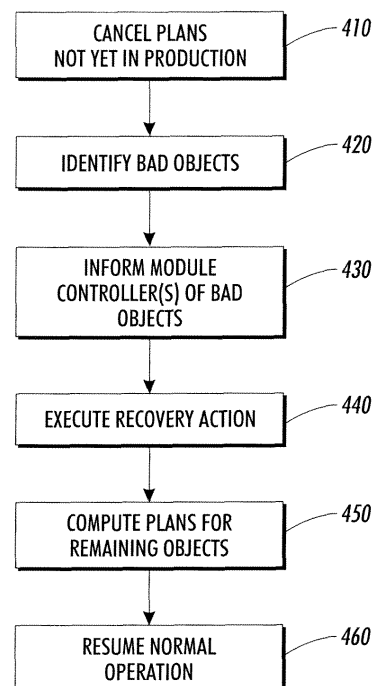 CANCEL PLANS
NOT YET IN PRODUCTION
410
IDENTIFY BAD OBJECTS
420
INFORM MODULE
CONTROLLER(S) OF BAD
OBJECTS
430
EXECUTE RECOVERY ACTION
440
COMPUTE PLANS FOR
REMAINING OBJECTS
450
RESUME NORMAL
OPERATION
460